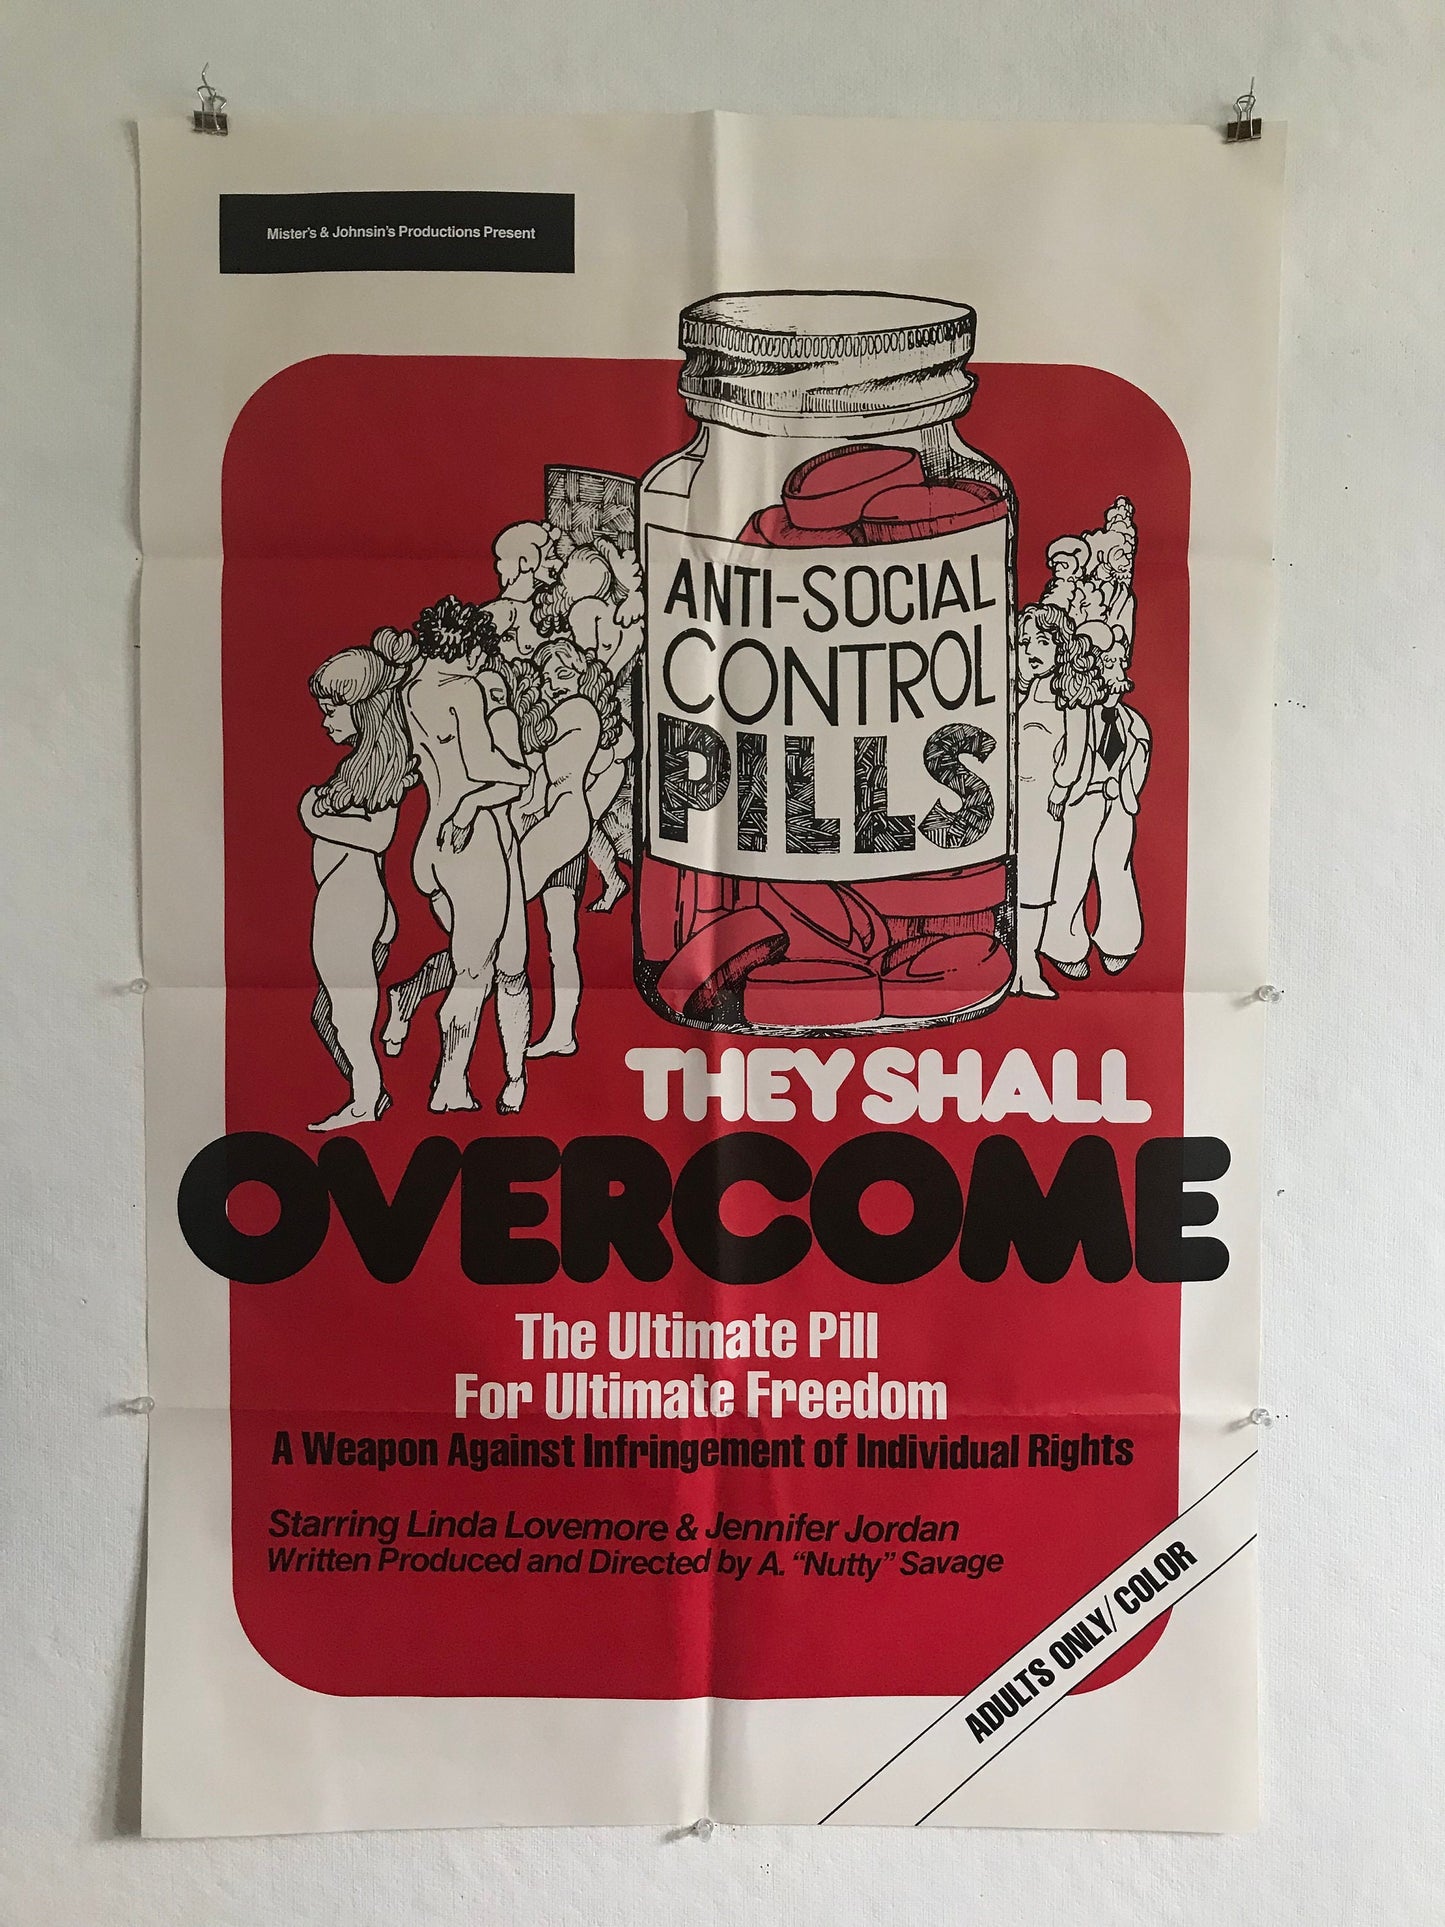 Mister's & Johnsin's Productions Present
ANTI-SOCIAL
CONTROL
PILLS
THEY SHALL
OVERCOME
The Ultimate Pill
For Ultimate Freedom
A Weapon Against Infringement of Individual Rights
Starring Linda Lovemore & Jennifer Jordan
Written Produced and Directed by A. “Nutty” Savage
ADULTS ONLY/COLOR